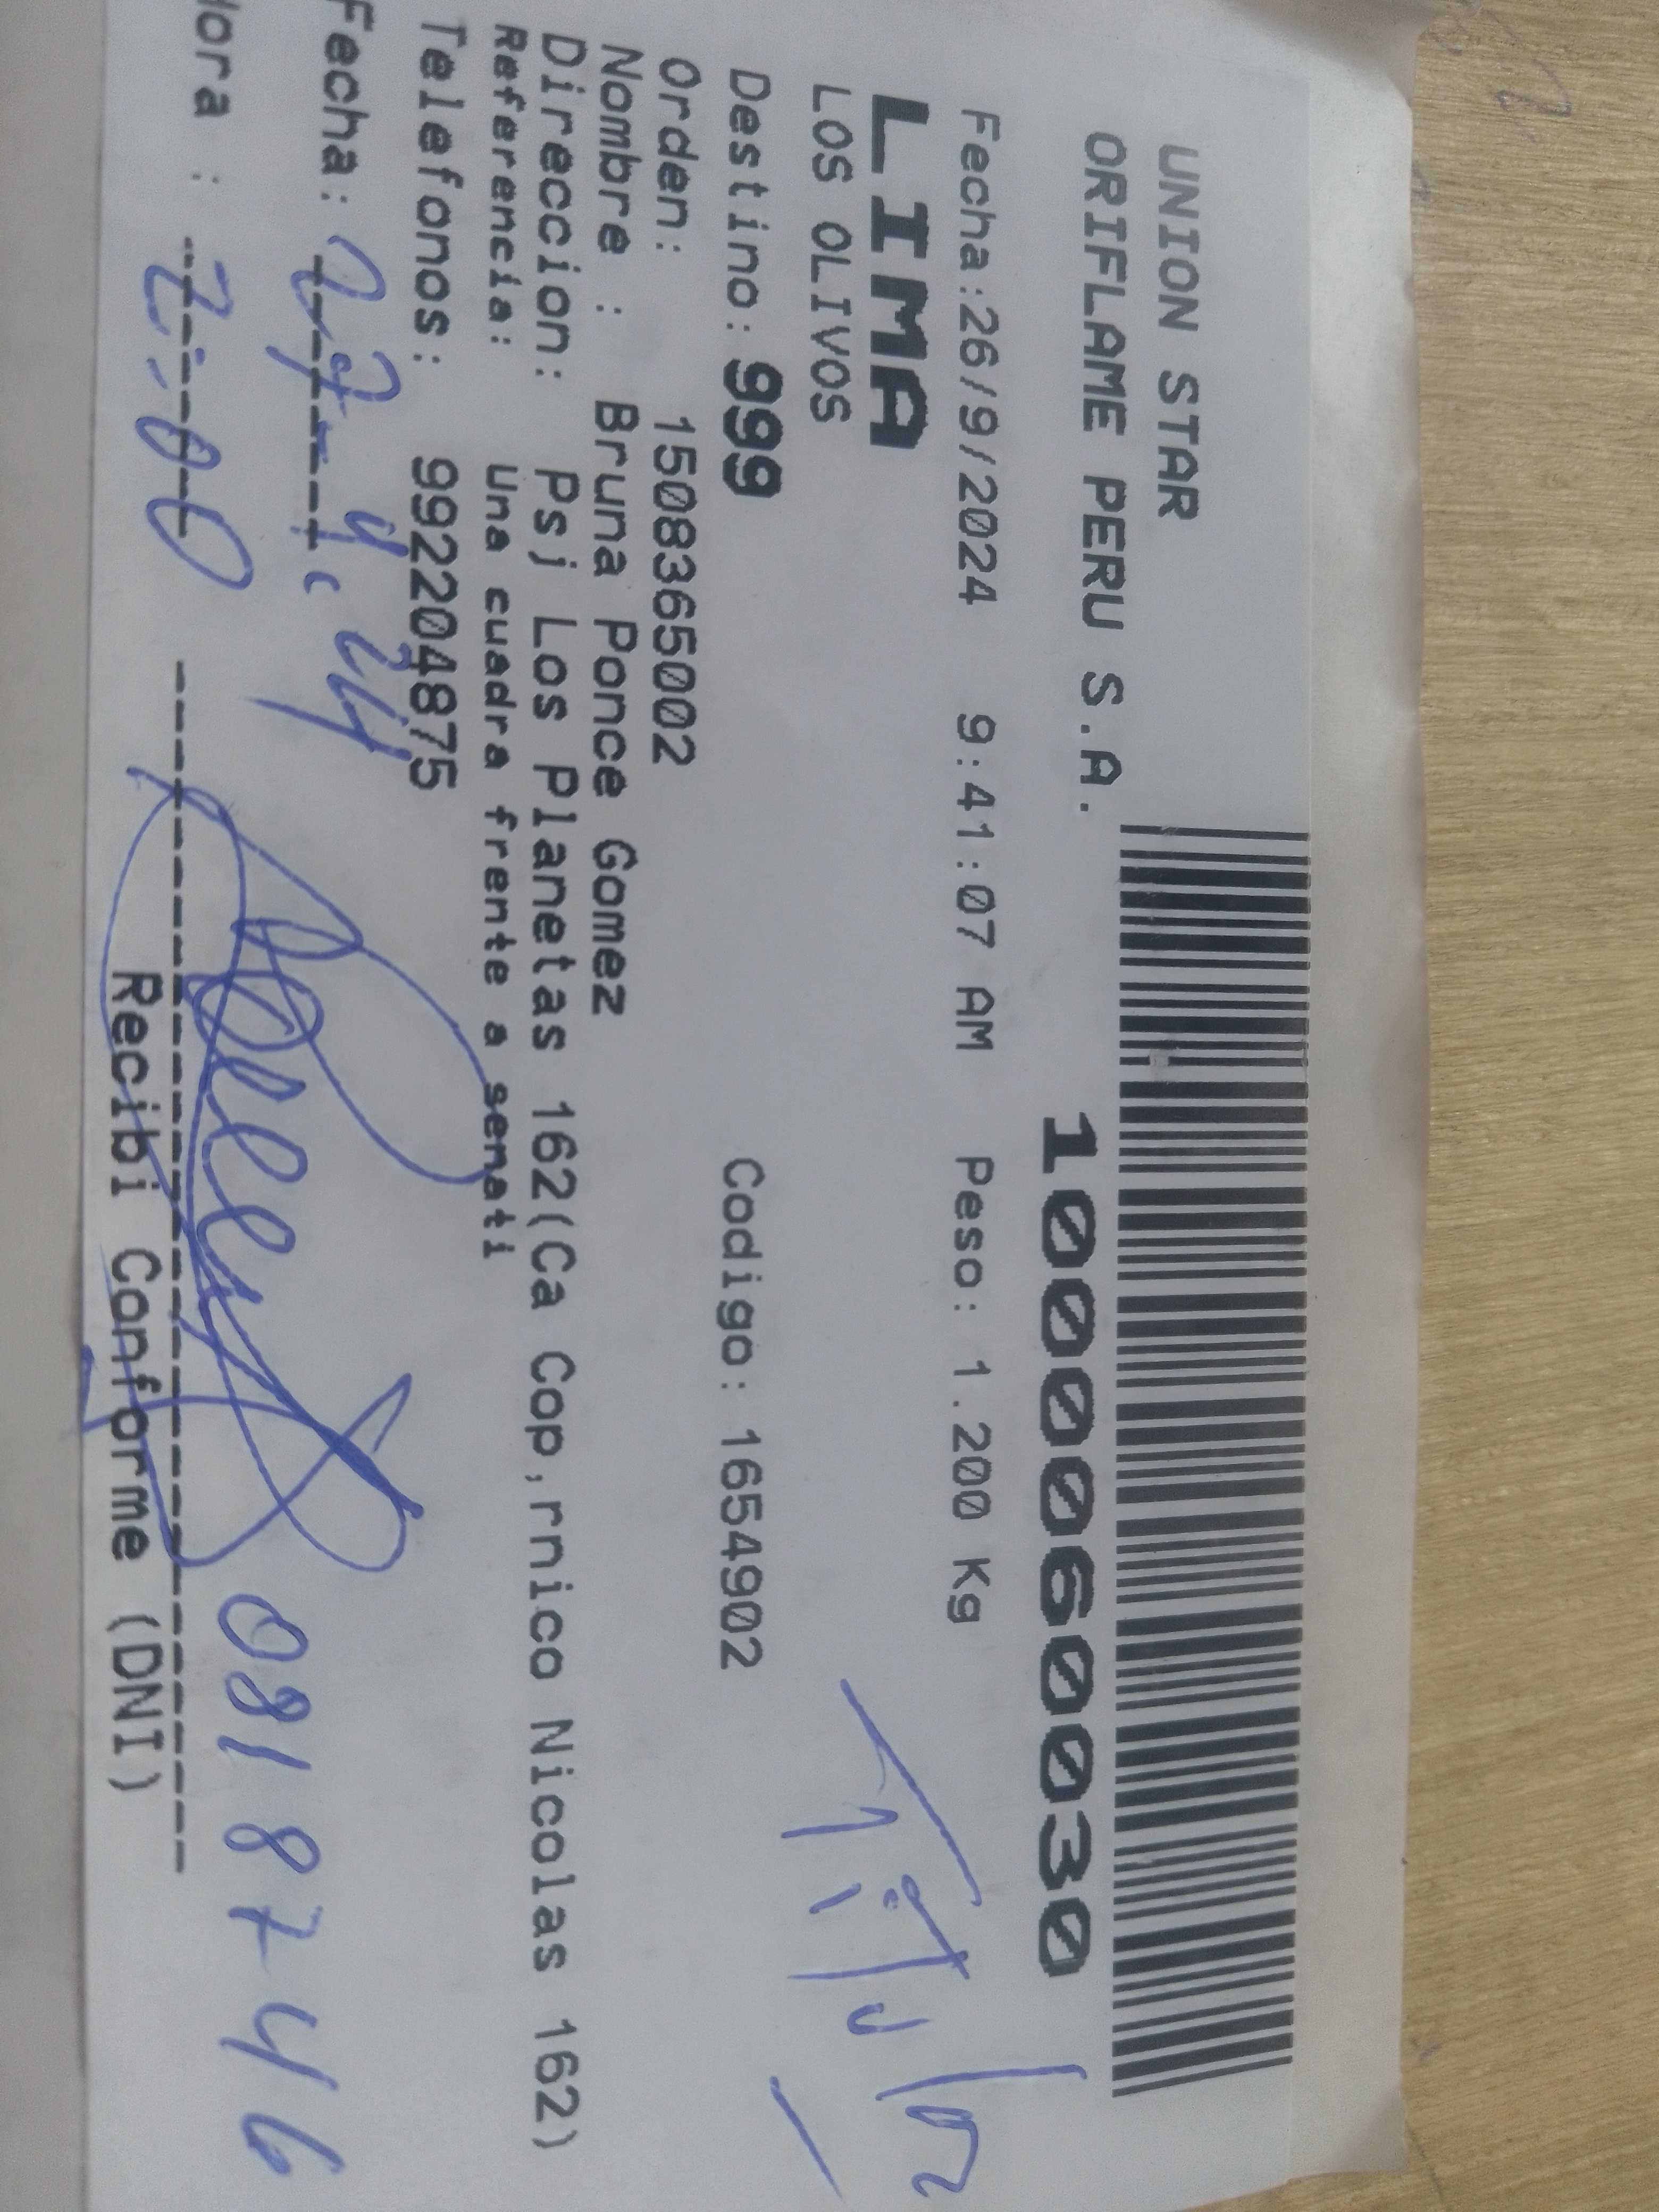 UNION STAR
ORIFLAME PERU S.A.
10000600030
Fecha:26/9/2024 9:41:07 AM Peso: 1.200 Kg
LIMA
LOS OLIVOS
Destino: 999 Codigo: 1654902
Orden: 1508365002
Nombre : Bruna Ponce Gomez
Direccion: Psj Los Planetas 162(Ca Cop,rnico Nicolas 162)
Referencia: Una cuadra frente a senati
Telefonos: 992204875
Fecha:
08187446
Recibi Conforme (DNI)